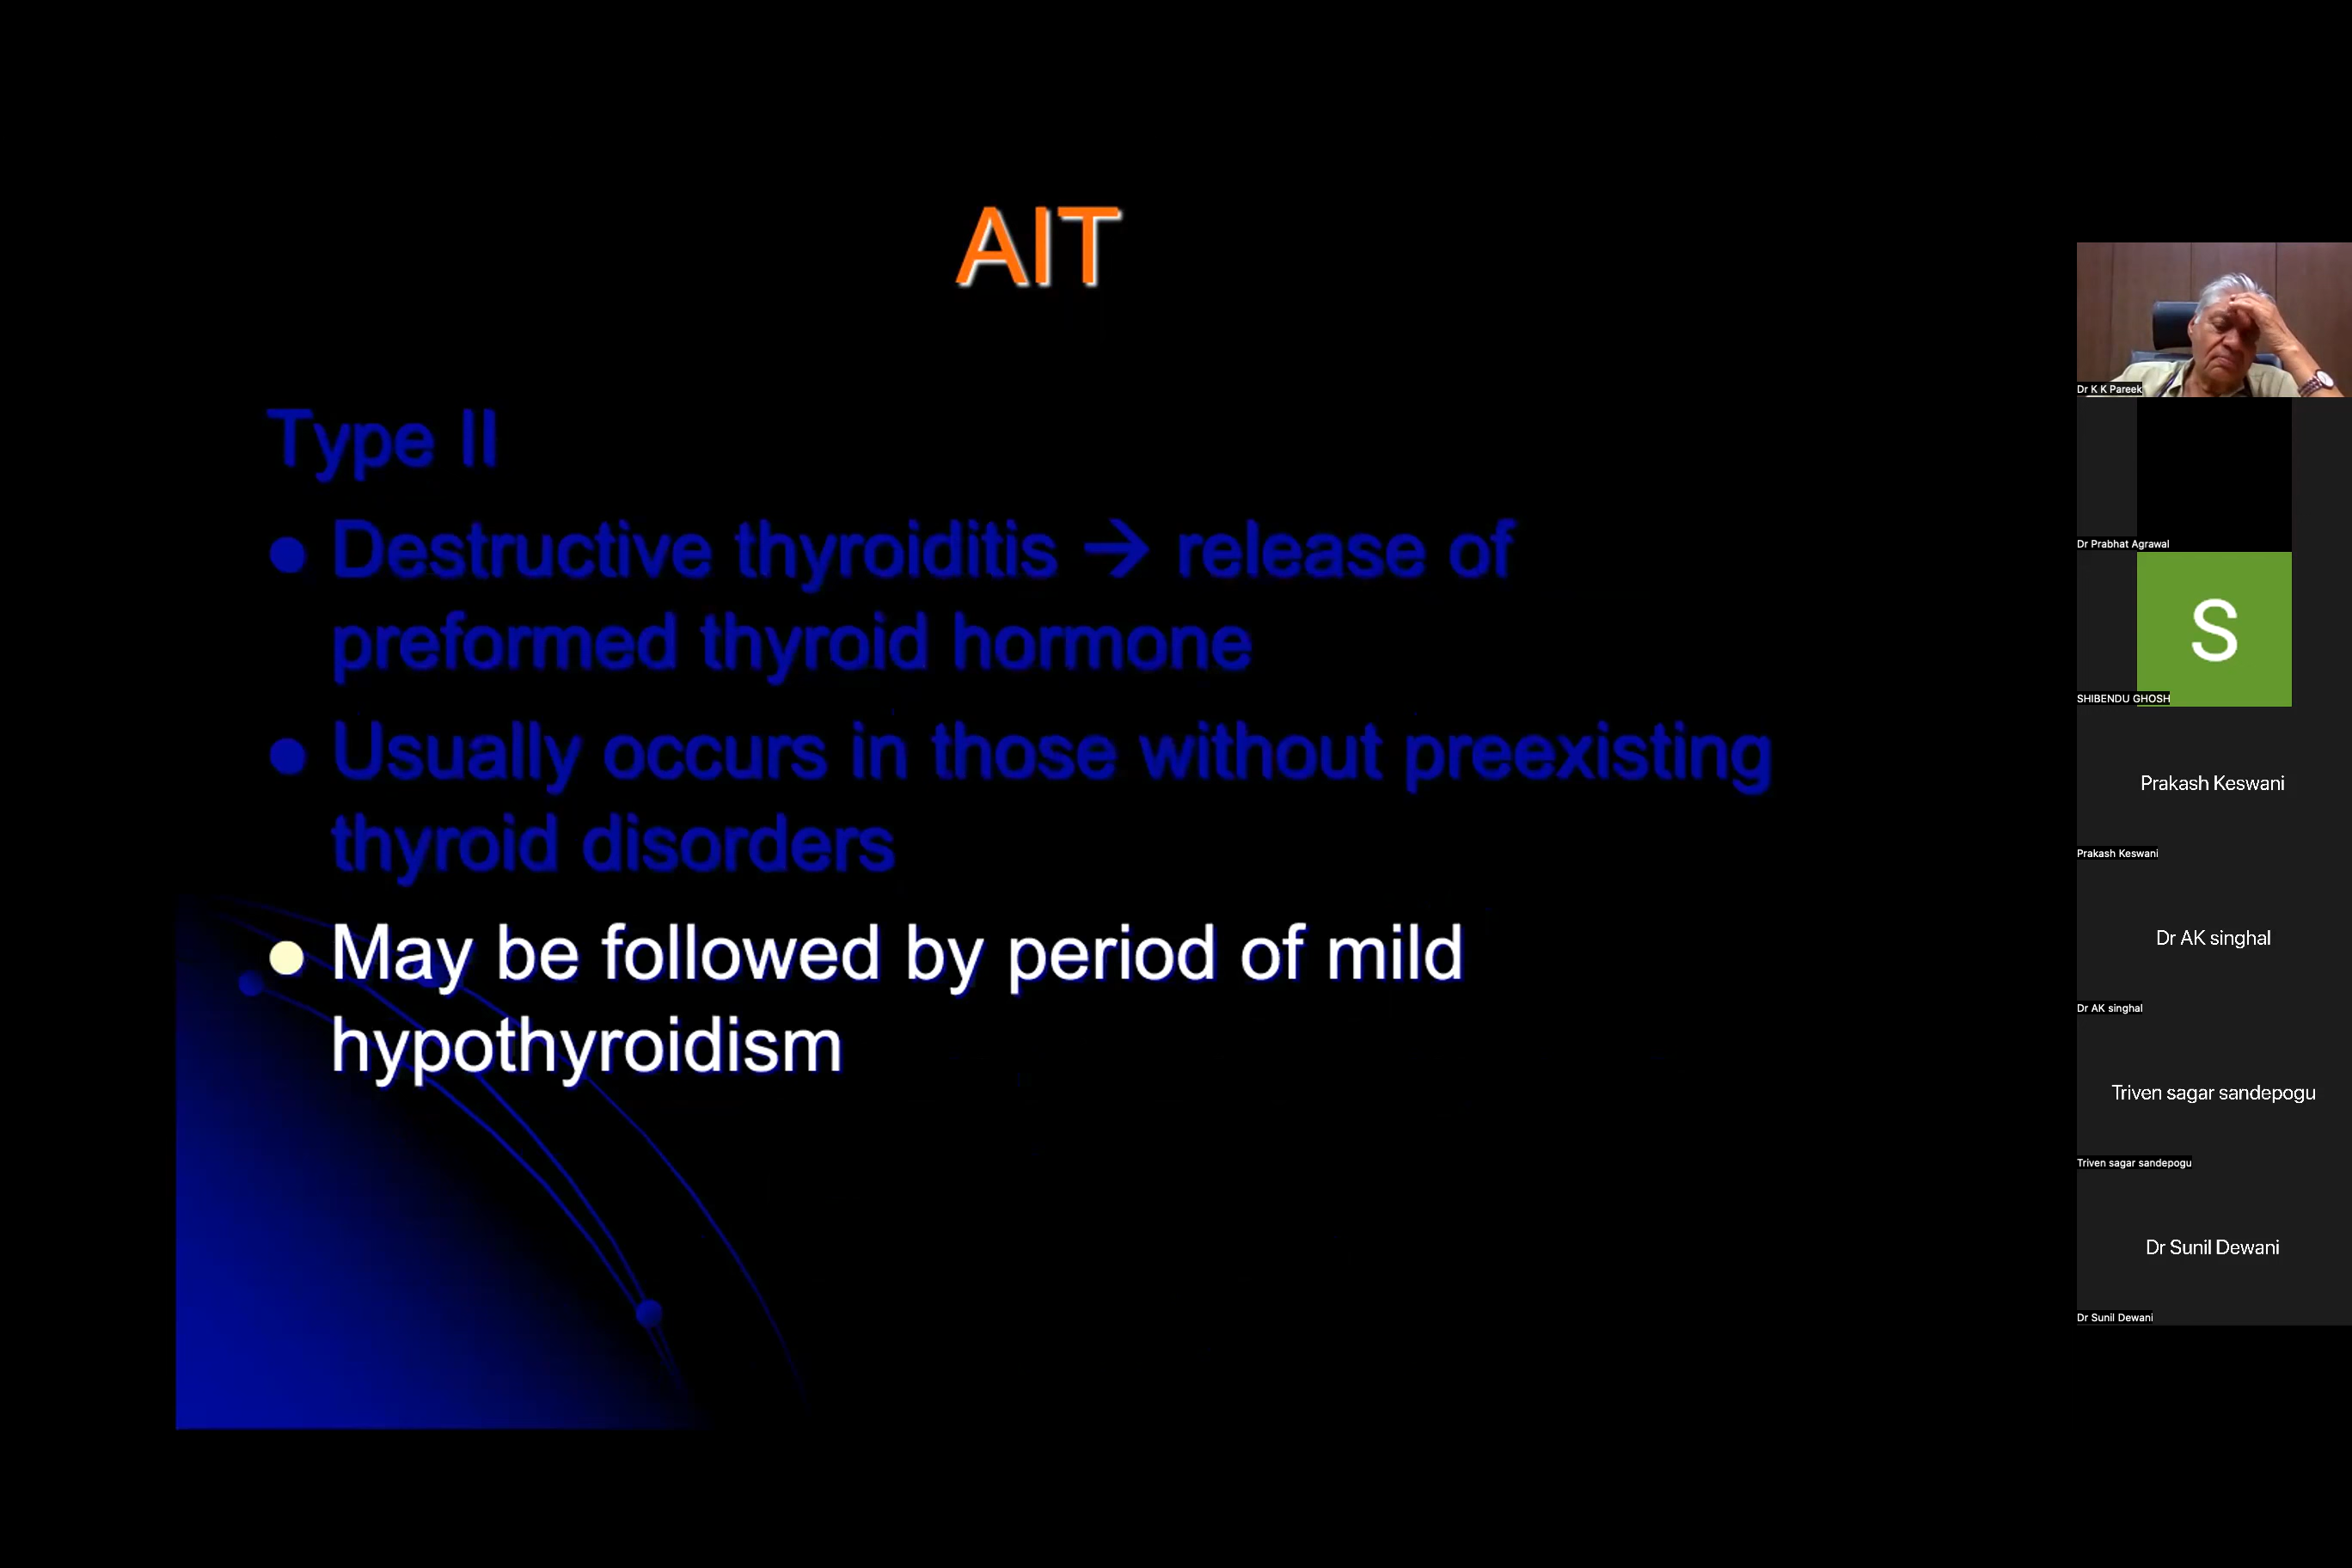 AIT
Type II
● Destructive thyroiditis → release of
preformed thyroid hormone
● Usually occurs in those without preexisting
thyroid disorders
● May be followed by period of mild
hypothyroidism
Dr K K Pareek
Dr Prabhat Agrawal
S
SHIBENDU GHOSH
Prakash Keswani
Prakash Keswani
Dr AK singhal
Dr AK singhal
Triven sagar sandepogu
Triven sagar sandepogu
Dr Sunil Dewani
Dr Sunil Dewani